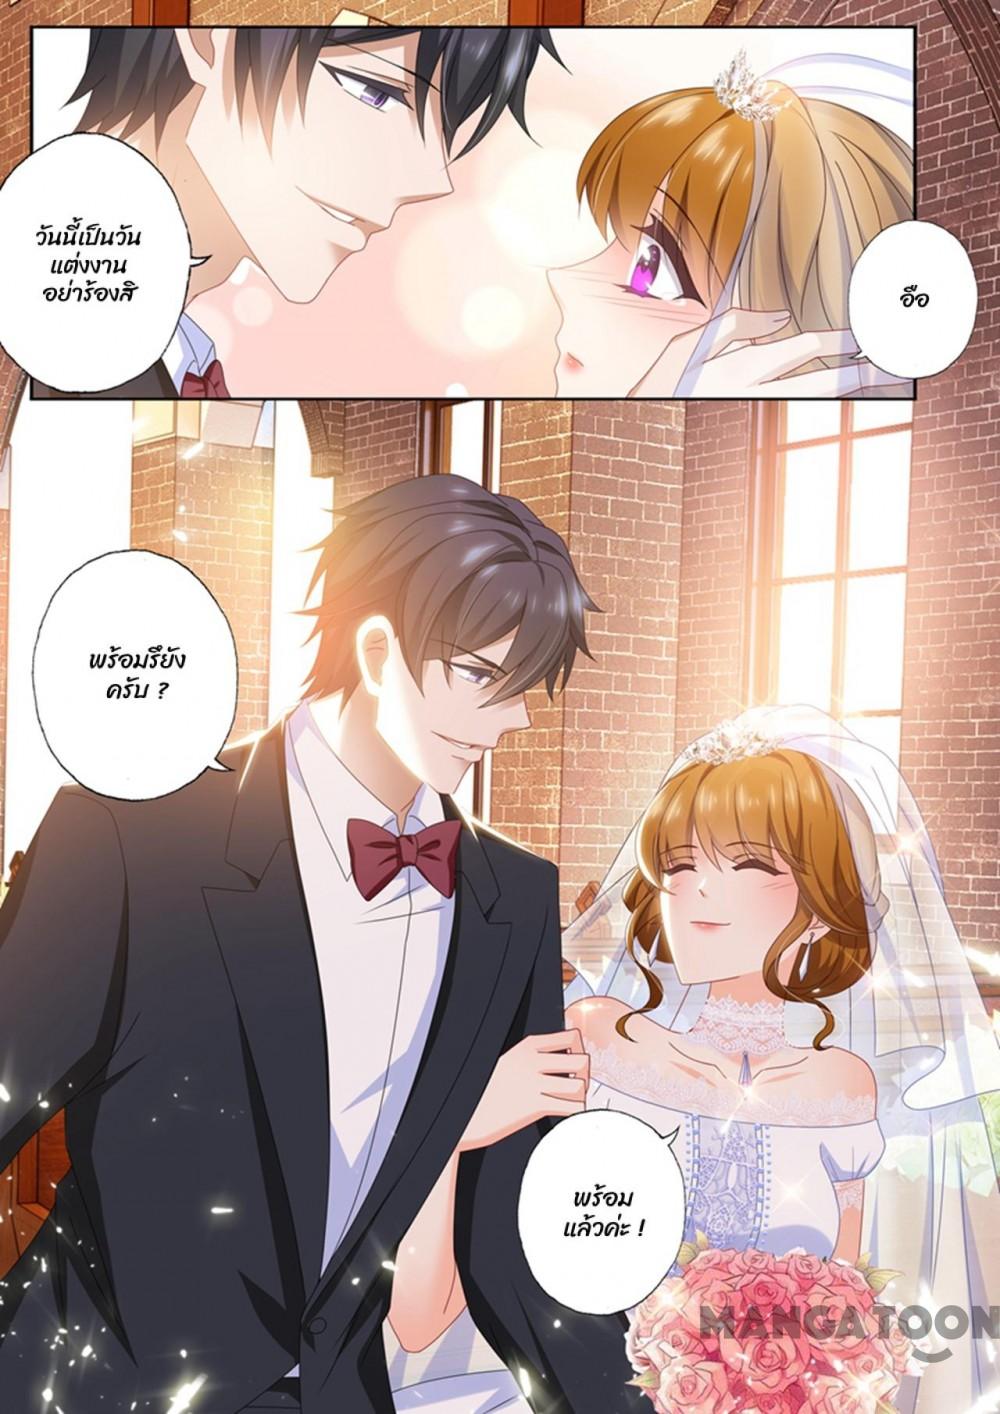 วันนี้เป็นวัน
แต่งงาน
อย่าร้องสิ
อือ
พร้อมรึยัง
ครับ ?
พร้อม
แล้วค่ะ !
MANGATOON